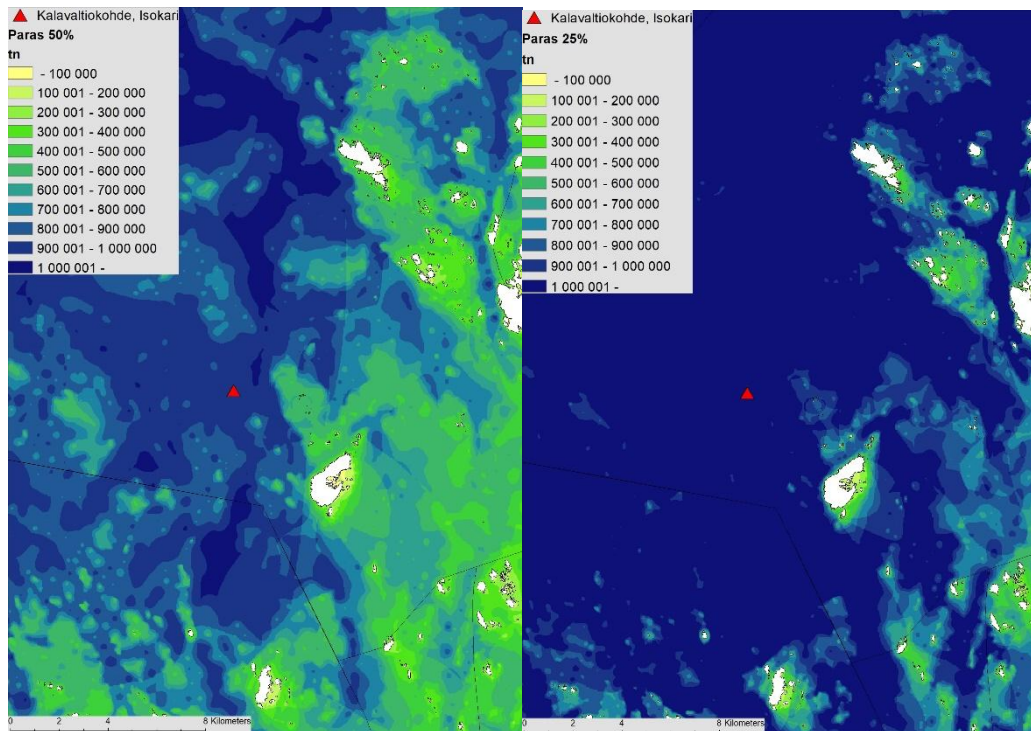 Kalavaltiokohde, Isokari
Paras 50%
tn
- 100 000
100 001 - 200 000
200 001 - 300 000
300 001 - 400 000
400 001 - 500 000
500 001 - 600 000
600 001 - 700 000
700 001 - 800 000
800 001 - 900 000
900 001 - 1 000 000
1 000 001 -
0 2 4 8 Kilometers
Kalavaltiokohde, Isokari
Paras 25%
tn
- 100 000
100 001 - 200 000
200 001 - 300 000
300 001 - 400 000
400 001 - 500 000
500 001 - 600 000
600 001 - 700 000
700 001 - 800 000
800 001 - 900 000
900 001 - 1 000 000
1 000 001 -
0 2 4 8 Kilometers